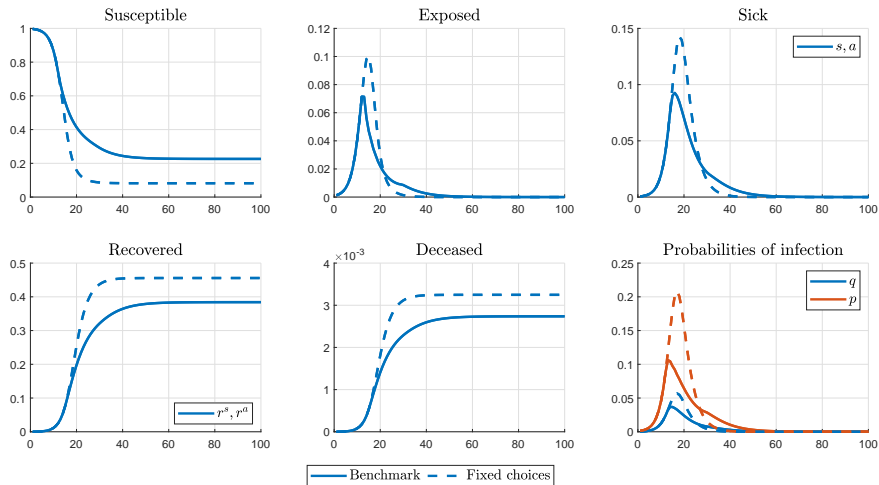 Susceptible
1
0.8
0.6
0.4
0.2
0
0 20 40 60 80 100
Exposed
0.12
0.1
0.08
0.06
0.04
0.02
0
0 20 40 60 80 100
Sick
0.15
0.1
0.05
0
0 20 40 60 80 100
s, a
Recovered
0.5
0.4
0.3
0.2
0.1
0
0 20 40 60 80 100
r^s, r^a
Deceased
×10^-3
4
3
2
1
0
0 20 40 60 80 100
Probabilities of infection
0.25
0.2
0.15
0.1
0.05
0
0 20 40 60 80 100
q
p
Benchmark Fixed choices